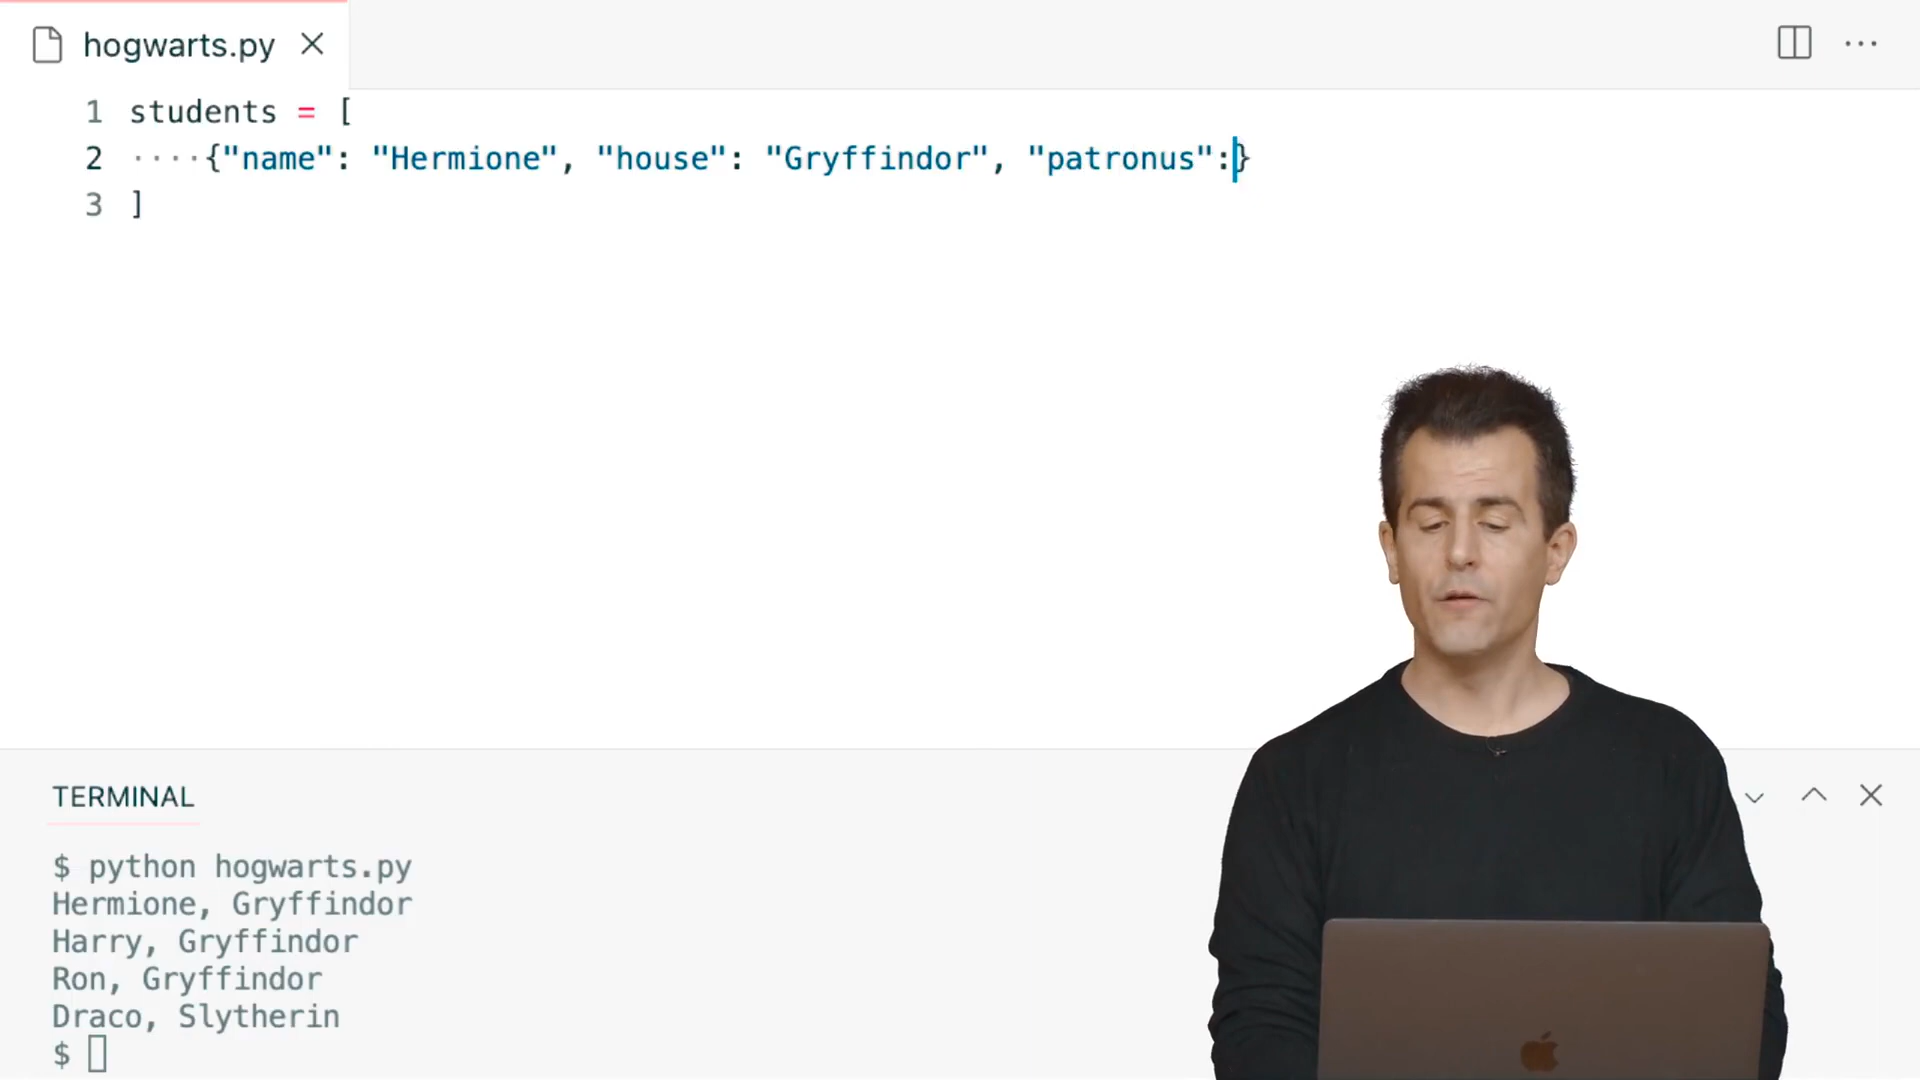 hogwarts.py
1 students = [
2 ····{"name": "Hermione", "house": "Gryffindor", "patronus":}
3 ]
TERMINAL
$ python hogwarts.py
Hermione, Gryffindor
Harry, Gryffindor
Ron, Gryffindor
Draco, Slytherin
$